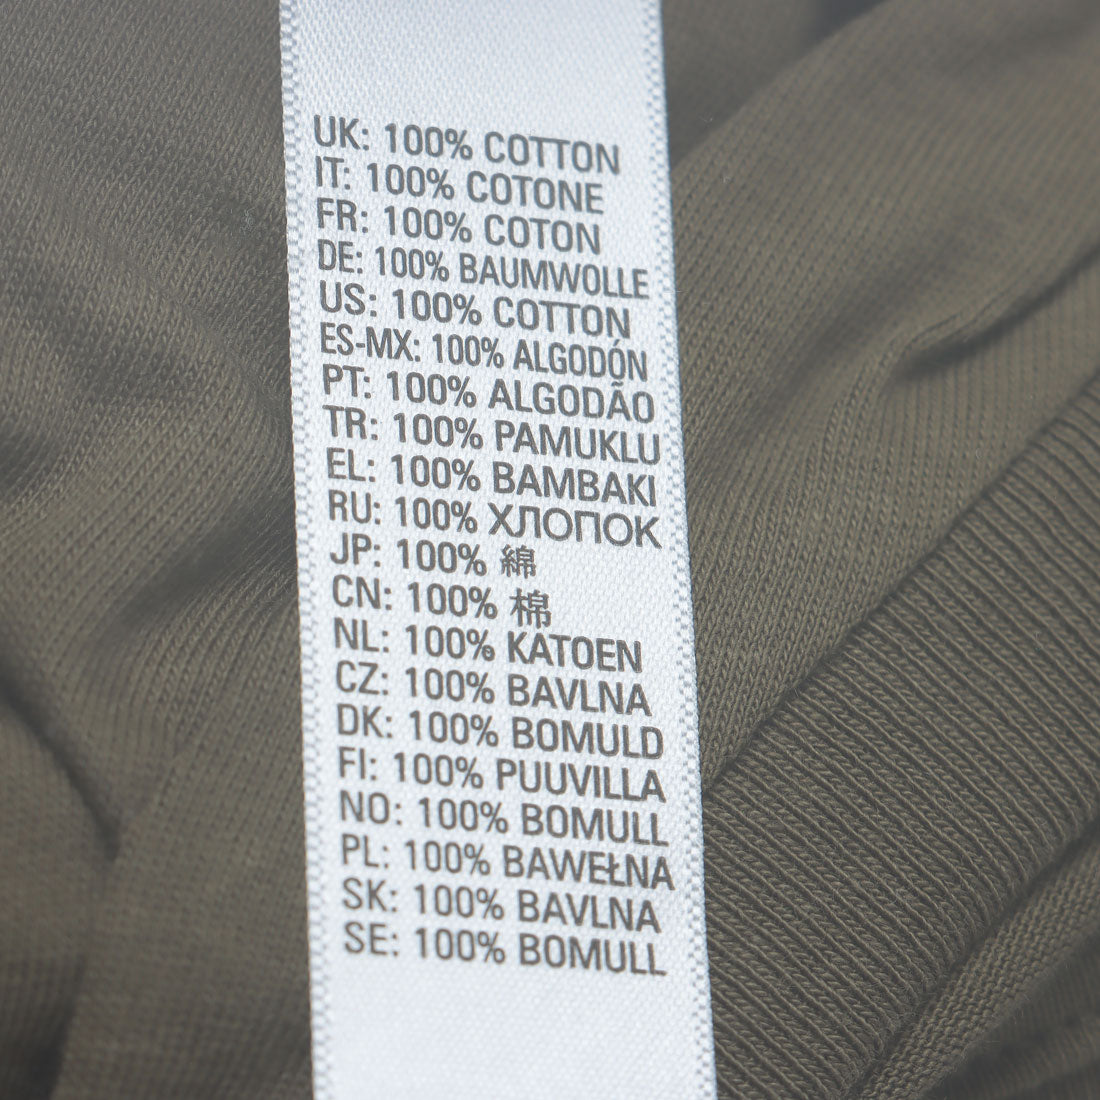 UK: 100% COTTON
IT: 100% COTONE
FR: 100% COTON
DE: 100% BAUMWOLLE
US: 100% COTTON
ES-MX: 100% ALGODÓN
PT: 100% ALGODÃO
TR: 100% PAMUKLU
EL: 100% BAMBAKI
RU: 100% ХЛОПОК
JP: 100% 綿
CN: 100% 棉
NL: 100% KATOEN
CZ: 100% BAVLNA
DK: 100% BOMULD
FI: 100% PUUVILLA
NO: 100% BOMULL
PL: 100% BAWEŁNA
SK: 100% BAVLNA
SE: 100% BOMULL